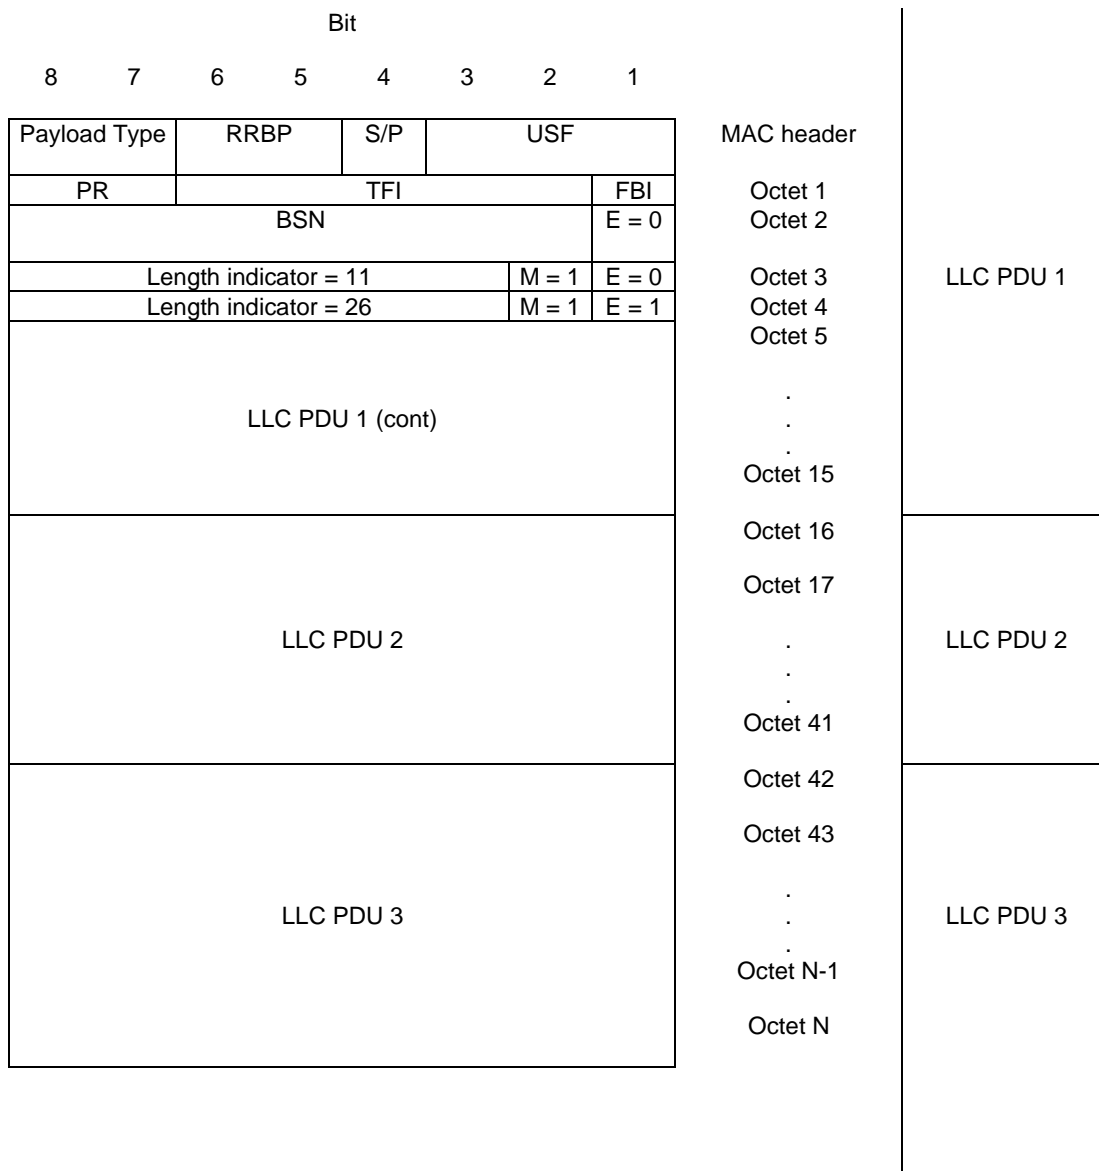 Bit
8 7 6 5 4 3 2 1
Payload Type RRBP S/P USF MAC header
PR TFI FBI Octet 1
BSN E = 0 Octet 2
Length indicator = 11 M = 1 E = 0 Octet 3 LLC PDU 1
Length indicator = 26 M = 1 E = 1 Octet 4
Octet 5
.
LLC PDU 1 (cont) .
.
Octet 15
Octet 16
Octet 17
LLC PDU 2 . LLC PDU 2
.
.
Octet 41
Octet 42
Octet 43
.
LLC PDU 3 . LLC PDU 3
.
Octet N-1
Octet N